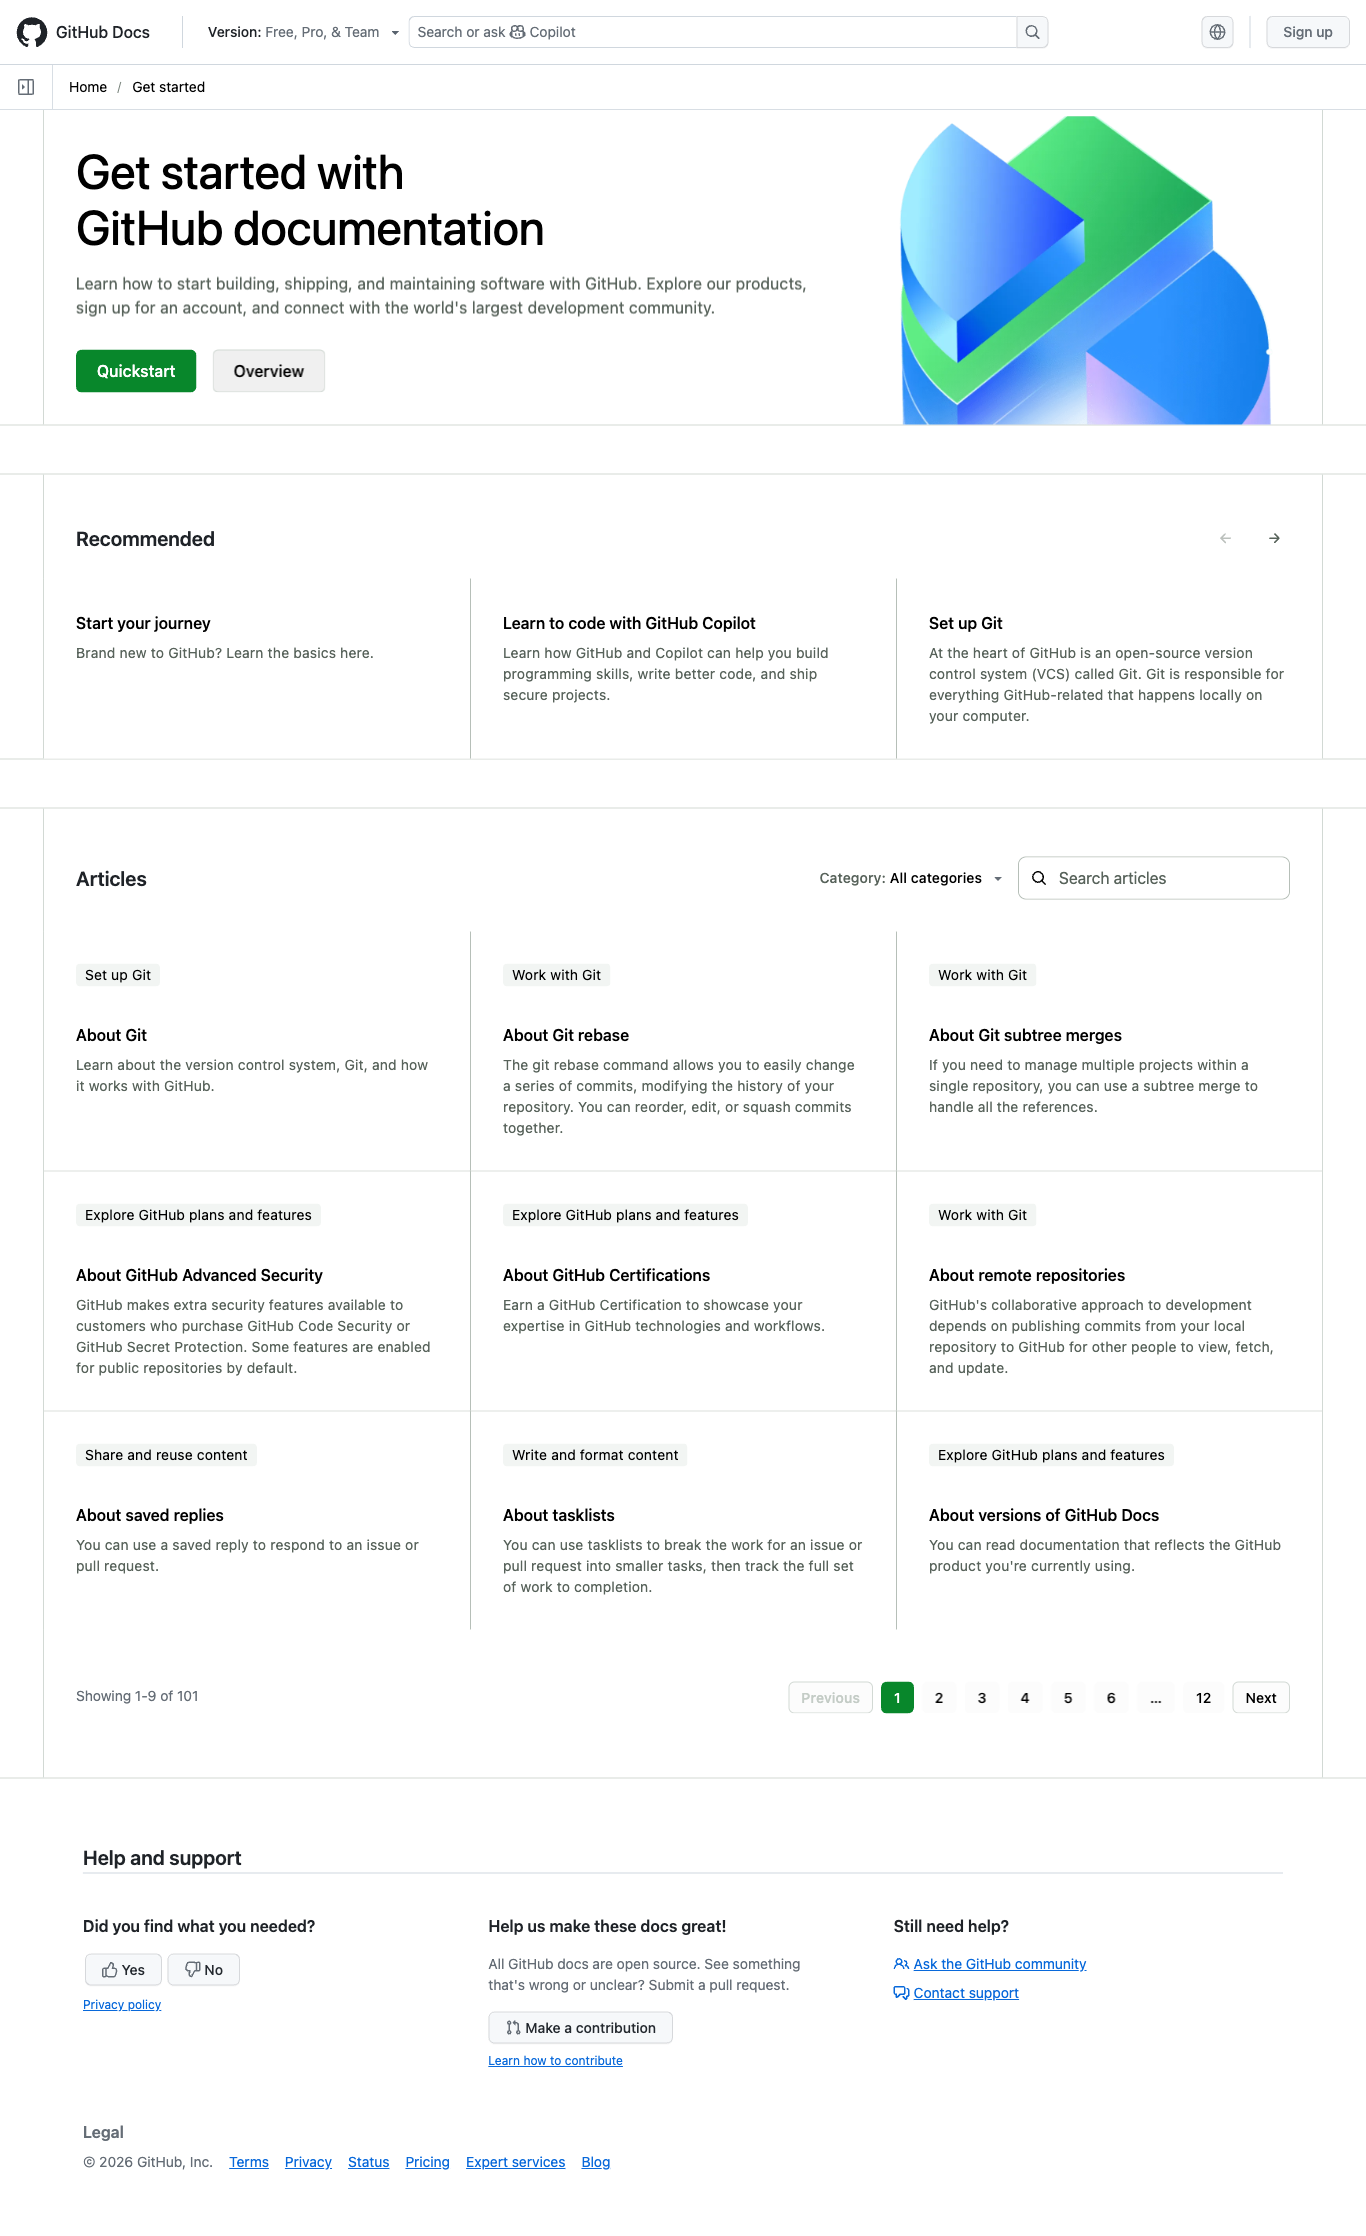 GitHub Docs
Version: Free, Pro, & Team
Search or ask Copilot
Sign up
Home / Get started
Get started with
GitHub documentation
Learn how to start building, shipping, and maintaining software with GitHub. Explore our products,
sign up for an account, and connect with the world's largest development community.
Quickstart
Overview
Recommended
Start your journey
Brand new to GitHub? Learn the basics here.
Learn to code with GitHub Copilot
Learn how GitHub and Copilot can help you build
programming skills, write better code, and ship
secure projects.
Set up Git
At the heart of GitHub is an open-source version
control system (VCS) called Git. Git is responsible for
everything GitHub-related that happens locally on
your computer.
Articles
Category: All categories
Search articles
Set up Git
About Git
Learn about the version control system, Git, and how
it works with GitHub.
Work with Git
About Git rebase
The git rebase command allows you to easily change
a series of commits, modifying the history of your
repository. You can reorder, edit, or squash commits
together.
Work with Git
About Git subtree merges
If you need to manage multiple projects within a
single repository, you can use a subtree merge to
handle all the references.
Explore GitHub plans and features
About GitHub Advanced Security
GitHub makes extra security features available to
customers who purchase GitHub Code Security or
GitHub Secret Protection. Some features are enabled
for public repositories by default.
Explore GitHub plans and features
About GitHub Certifications
Earn a GitHub Certification to showcase your
expertise in GitHub technologies and workflows.
Work with Git
About remote repositories
GitHub's collaborative approach to development
depends on publishing commits from your local
repository to GitHub for other people to view, fetch,
and update.
Share and reuse content
About saved replies
You can use a saved reply to respond to an issue or
pull request.
Write and format content
About tasklists
You can use tasklists to break the work for an issue or
pull request into smaller tasks, then track the full set
of work to completion.
Explore GitHub plans and features
About versions of GitHub Docs
You can read documentation that reflects the GitHub
product you're currently using.
Showing 1-9 of 101
Previous 1 2 3 4 5 6 … 12 Next
Help and support
Did you find what you needed?
Yes
No
Privacy policy
Help us make these docs great!
All GitHub docs are open source. See something
that's wrong or unclear? Submit a pull request.
Make a contribution
Learn how to contribute
Still need help?
Ask the GitHub community
Contact support
Legal
© 2026 GitHub, Inc. Terms Privacy Status Pricing Expert services Blog